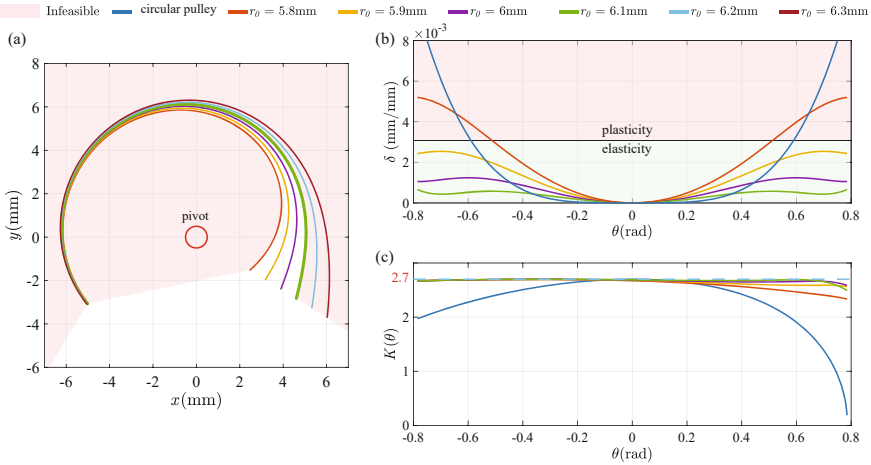 Infeasible circular pulley r₀ = 5.8mm r₀ = 5.9mm r₀ = 6mm r₀ = 6.1mm r₀ = 6.2mm r₀ = 6.3mm
(a)
8
6
4
2
0
-2
-4
-6
y(mm)
pivot
-6 -4 -2 0 2 4 6
x(mm)
(b)
×10⁻³
8
6
4
2
0
δ (mm/mm)
plasticity
elasticity
-0.8 -0.6 -0.4 -0.2 0 0.2 0.4 0.6 0.8
θ(rad)
(c)
2.7
2
1
0
K(θ)
-0.8 -0.6 -0.4 -0.2 0 0.2 0.4 0.6 0.8
θ(rad)